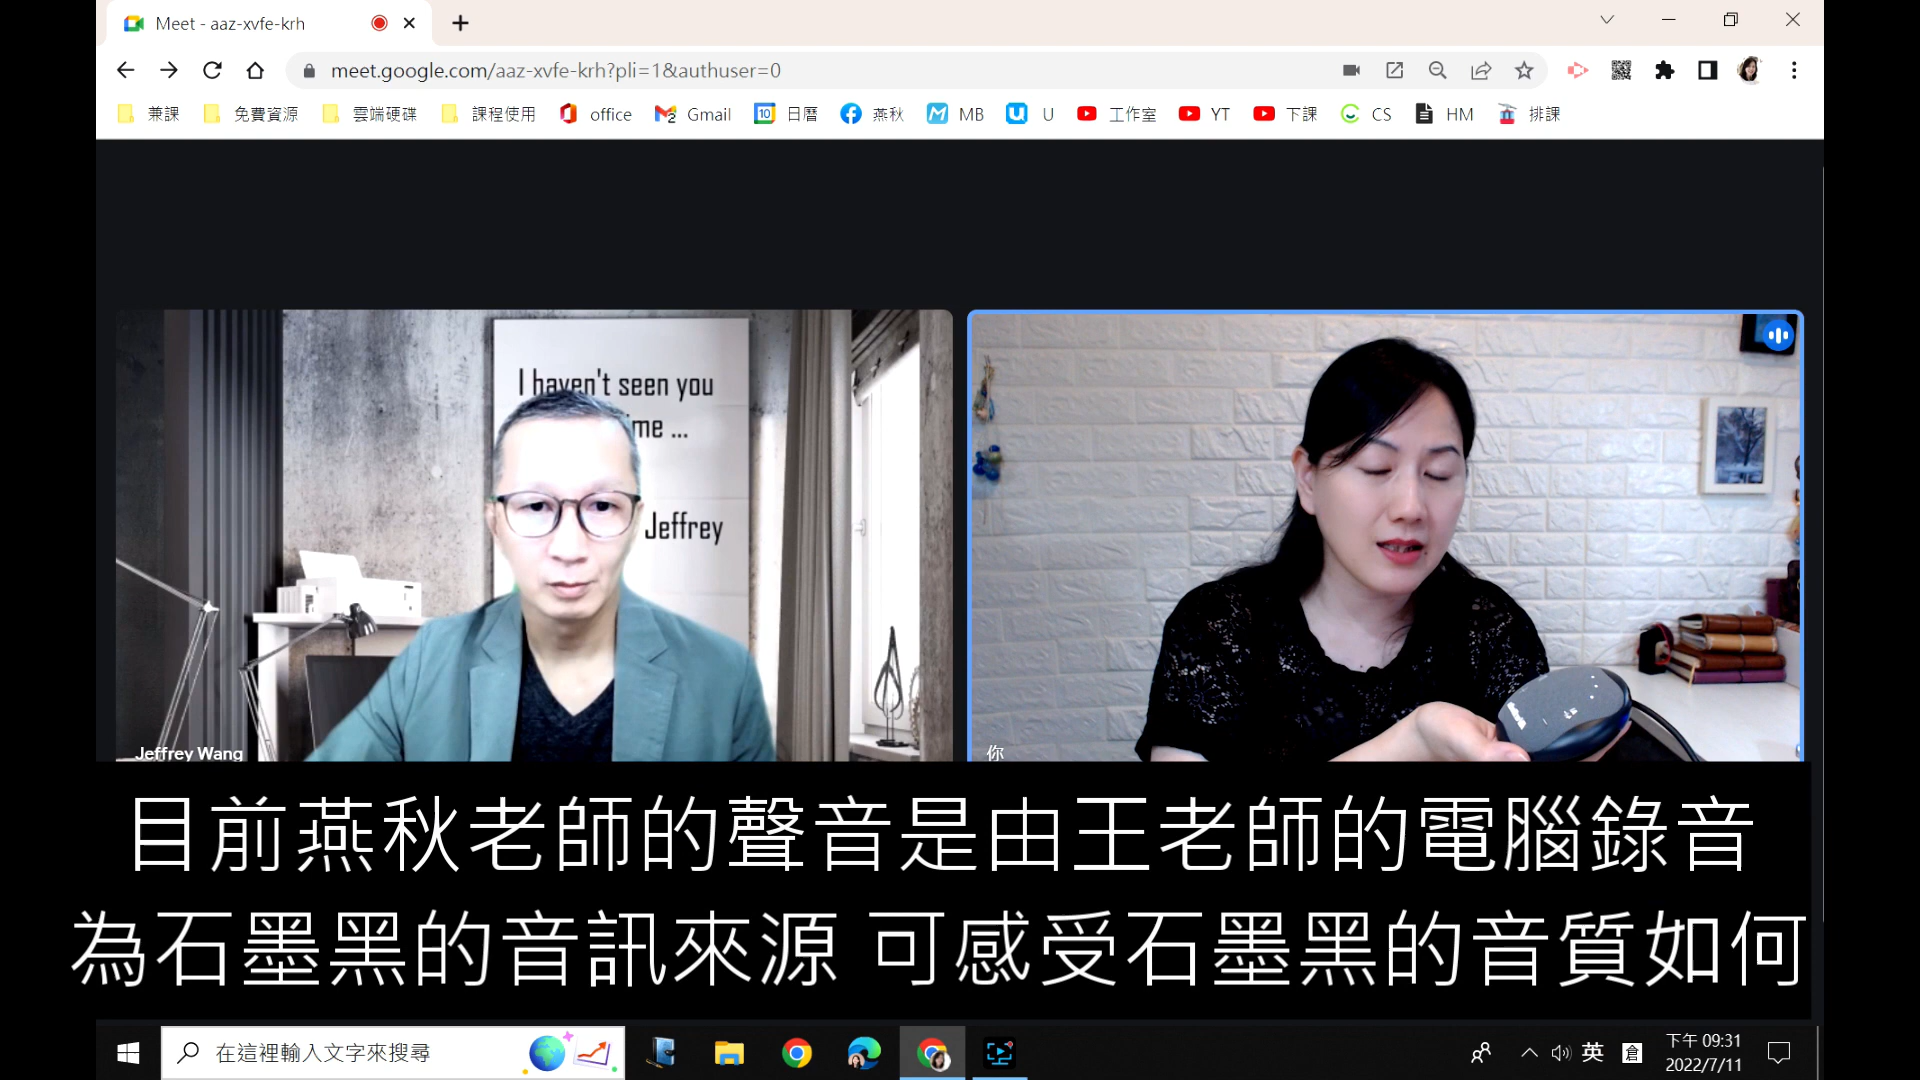 Meet - aaz-xvfe-krh
meet.google.com/aaz-xvfe-krh?pli=1&authuser=0
兼課 免費資源 雲端硬碟 課程使用 office Gmail 日曆 燕秋 MB U 工作室 YT 下課 CS HM 排課
I haven't seen you
me ...
Jeffrey
Jeffrey Wang
你
目前燕秋老師的聲音是由王老師的電腦錄音
為石墨黑的音訊來源 可感受石墨黑的音質如何
在這裡輸入文字來搜尋
英 倉 下午 09:31
2022/7/11